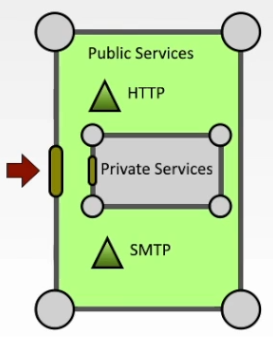 Public Services
HTTP
Private Services
SMTP